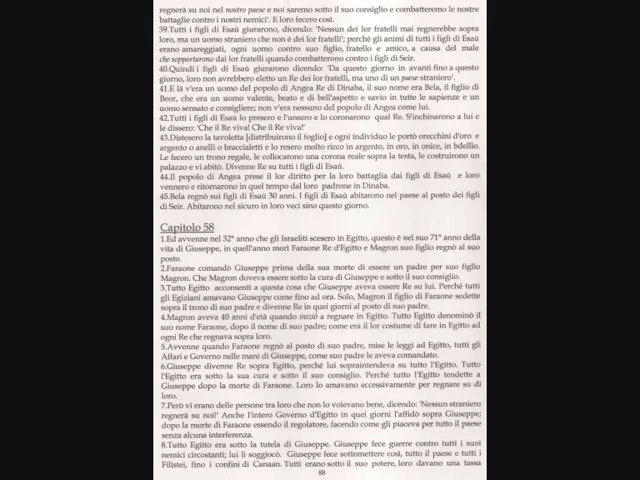 regnerà su noi nel nostro paese e noi saremo sotto il suo consiglio e combatteremo le nostre
battaglie contro i nostri nemici'. E loro fecero così.
39.Tutti i figli di Esaù giurarono, dicendo: 'Nessun dei lor fratelli mai regnerebbe sopra
loro, ma un uomo straniero che non è dei lor fratelli'; perché gli animi di tutti i figli di Esaù
erano amareggiati, ogni uomo contro suo figlio, fratello e amico, a causa del male
che sopportarono dai lor fratelli quando combatterono contro i figli di Seir.
40.Quindi i figli di Esaù giurarono dicendo: 'Da questo giorno in avanti fino a questo
giorno, loro non avrebbero eletto un Re dei lor fratelli, ma uno di un paese straniero'.
41.E là v'era un uomo del popolo di Angea Re di Dinaba, il suo nome era Bela, il figlio di
Beor, che era un uomo valente, beato e di bell'aspetto e savio in tutte le sapienze e un
uomo sensato e consigliere; non v'era nessuno del popolo di Angea come lui.
42.Tutti i figli di Esaù lo presero e l'unsero e lo coronarono qual Re. S'inchinarono a lui e
le dissero: 'Che il Re viva! Che il Re viva!'
43.Distesero la tavoletta [distribuirono il foglio] e ogni individuo le portò orecchini d'oro e
argento o anelli o braccialetti e lo resero molto ricco in argento, in oro, in onice, in bdellio.
Le fecero un trono regale, le collocarono una corona reale sopra la testa, le costruirono un
palazzo e vi abitò. Divenne Re su tutti i figli di Esaù.
44.Il popolo di Angea prese il lor diritto per la loro battaglia dai figli di Esaù e loro
vennero e ritornarono in quel tempo dal loro padrone in Dinaba.
45.Bela regnò sui figli di Esaù 30 anni. I figli di Esaù abitarono nel paese al posto dei figli
di Seir. Abitarono nel sicuro in loro veci sino questo giorno.
Capitolo 58
1.Ed avvenne nel 32° anno che gli Israeliti scesero in Egitto, questo è nel suo 71° anno della
vita di Giuseppe, in quell'anno morì Faraone Re d'Egitto e Magron suo figlio regnò al suo
posto.
2.Faraone comandò Giuseppe prima della sua morte di essere un padre per suo figlio
Magron. Che Magron doveva essere sotto la cura di Giuseppe e sotto il suo consiglio.
3.Tutto Egitto acconsentì a questa cosa che Giuseppe aveva essere Re su lui. Perché tutti
gli Egiziani amavano Giuseppe come fino ad ora. Solo, Magron il figlio di Faraone sedette
sopra il trono di suo padre e divenne Re in quei giorni al posto di suo padre.
4.Magron aveva 40 anni d'età quando iniziò a regnare in Egitto. Tutto Egitto denominò il
suo nome Faraone, dopo il nome di suo padre; come era il lor costume di fare in Egitto ad
ogni Re che regnava sopra loro.
5.Avvenne quando Faraone regnò al posto di suo padre, mise le leggi ad Egitto, tutti gli
Affari e Governo nelle mani di Giuseppe, come suo padre le aveva comandato.
6.Giuseppe divenne Re sopra Egitto, perché lui sopraintendeva su tutto l'Egitto. Tutto
l'Egitto era sotto la sua cura e sotto il suo consiglio. Perché tutto l'Egitto tendette a
Giuseppe dopo la morte di Faraone. Loro lo amavano eccessivamente per regnare su di
loro.
7.Però vi erano delle persone tra loro che non lo volevano bene, dicendo: 'Nessun straniero
regnerà su noi!' Anche l'intero Governo d'Egitto in quei giorni l'affidò sopra Giuseppe;
dopo la morte di Faraone essendo il regolatore, facendo come gli piaceva per tutto il paese
senza alcuna interferenza.
8.Tutto Egitto era sotto la tutela di Giuseppe. Giuseppe fece guerre contro tutti i suoi
nemici circostanti; lui li soggiocò. Giuseppe fece sottomettere così, tutto il paese e tutti i
Filistei, fino i confini di Canaan. Tutti erano sotto il suo potere, loro davano una tassa
88